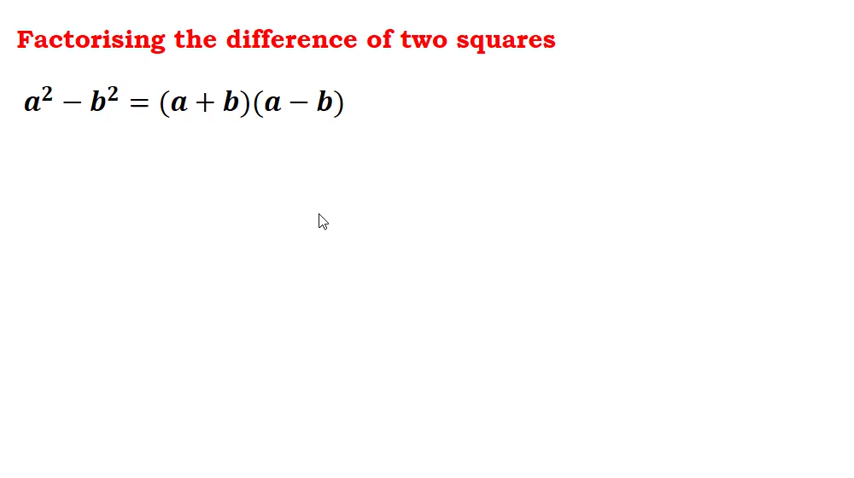 Factorising the difference of two squares
a² − b² = (a + b)(a − b)